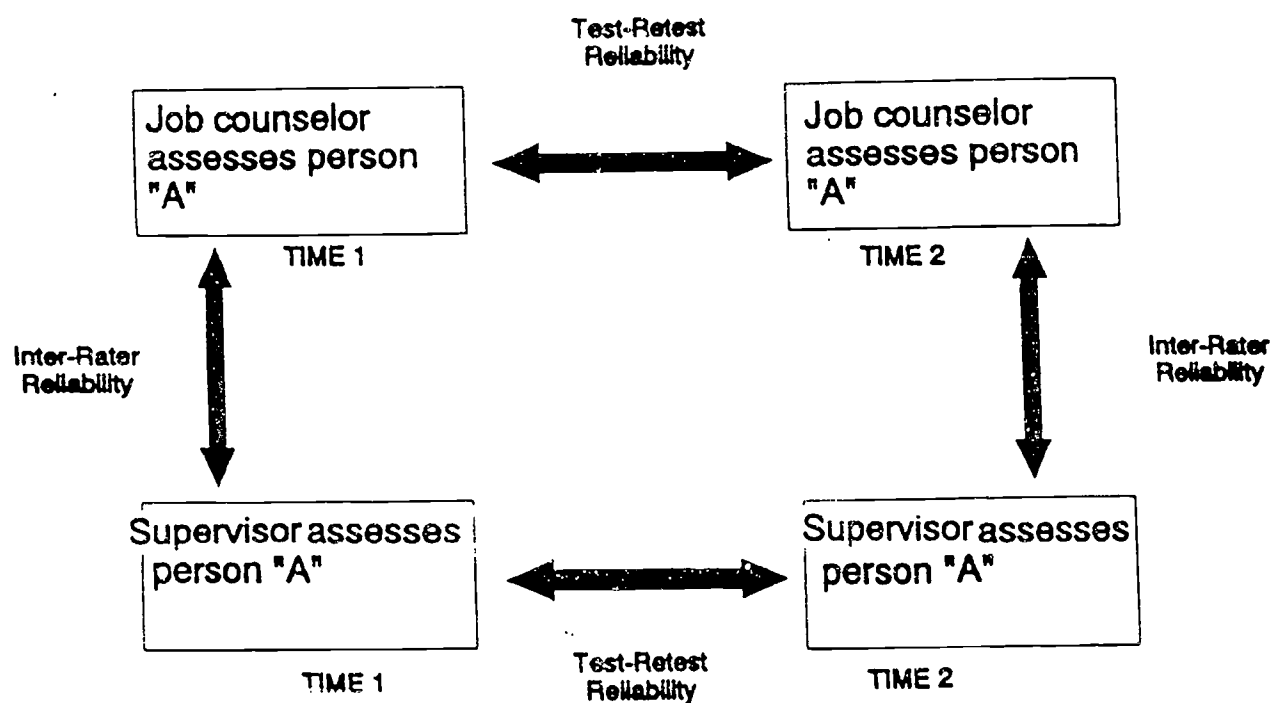 Test-Retest
Reliability
Job counselor
assesses person
"A"
Job counselor
assesses person
"A"
TIME 1
TIME 2
Inter-Rater
Reliability
Inter-Rater
Reliability
Supervisor assesses
person "A"
Supervisor assesses
person "A"
TIME 1
Test-Retest
Reliability
TIME 2